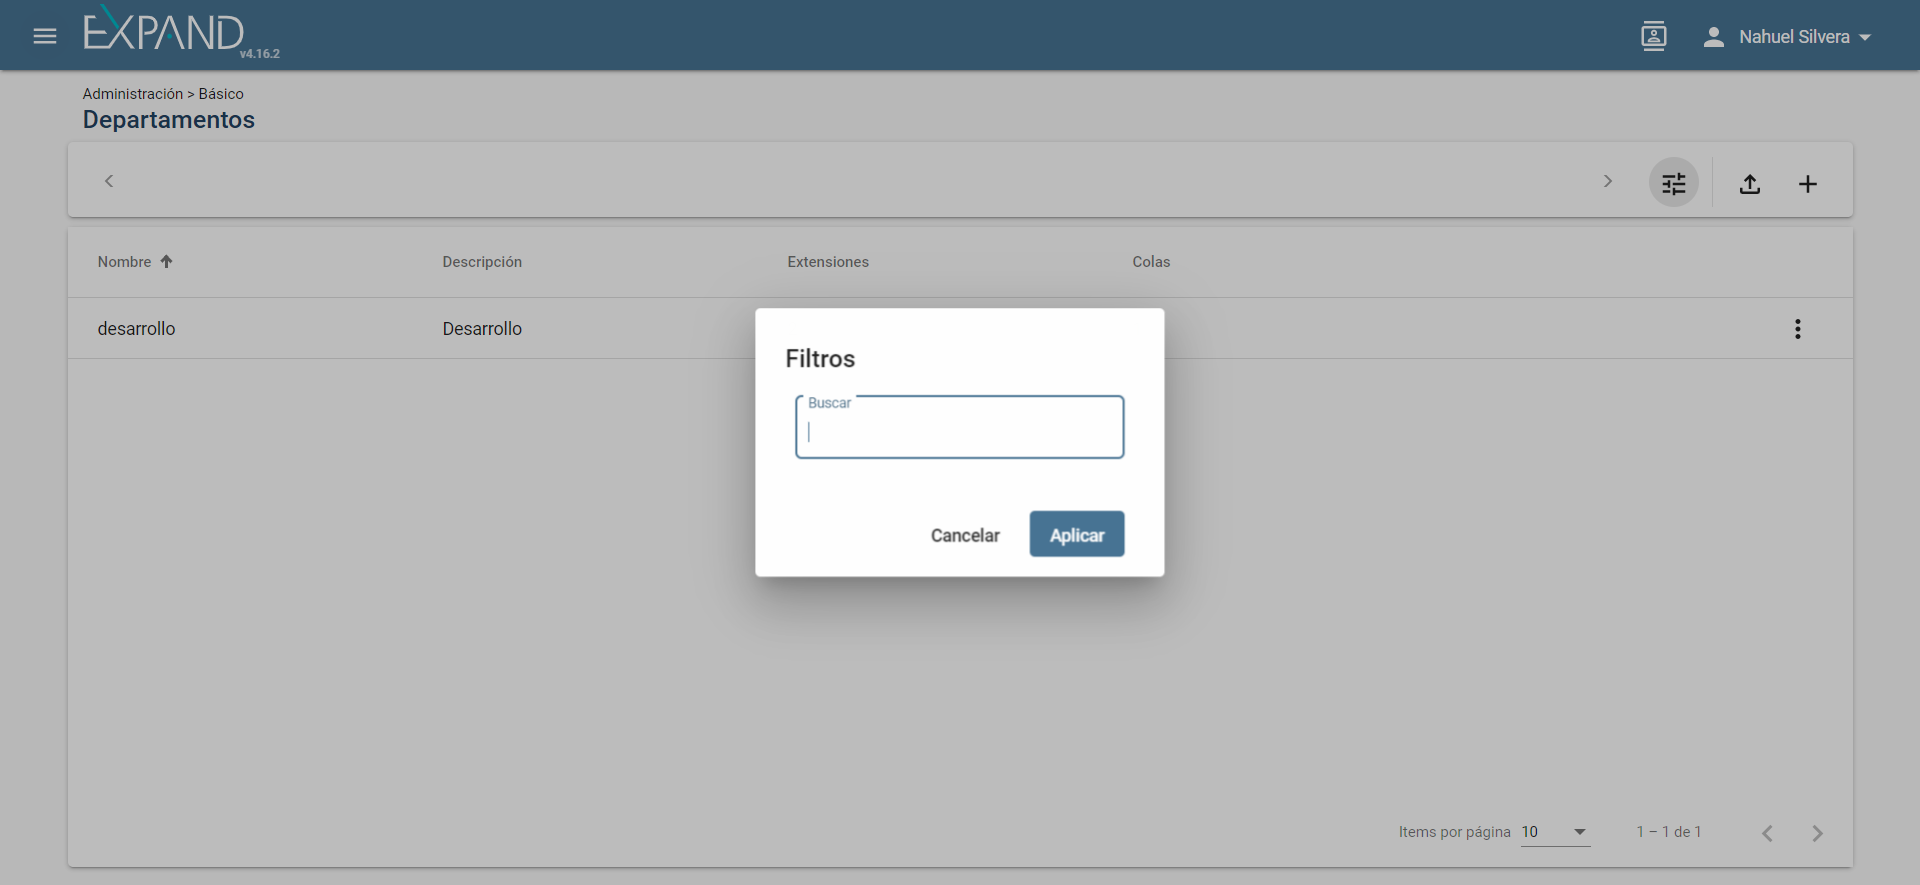 EXPAND
v4.16.2
Nahuel Silvera
Administración > Básico
Departamentos
Nombre Descripción Extensiones Colas
desarrollo Desarrollo
Filtros
Buscar
Cancelar Aplicar
Items por página 10 1 – 1 de 1